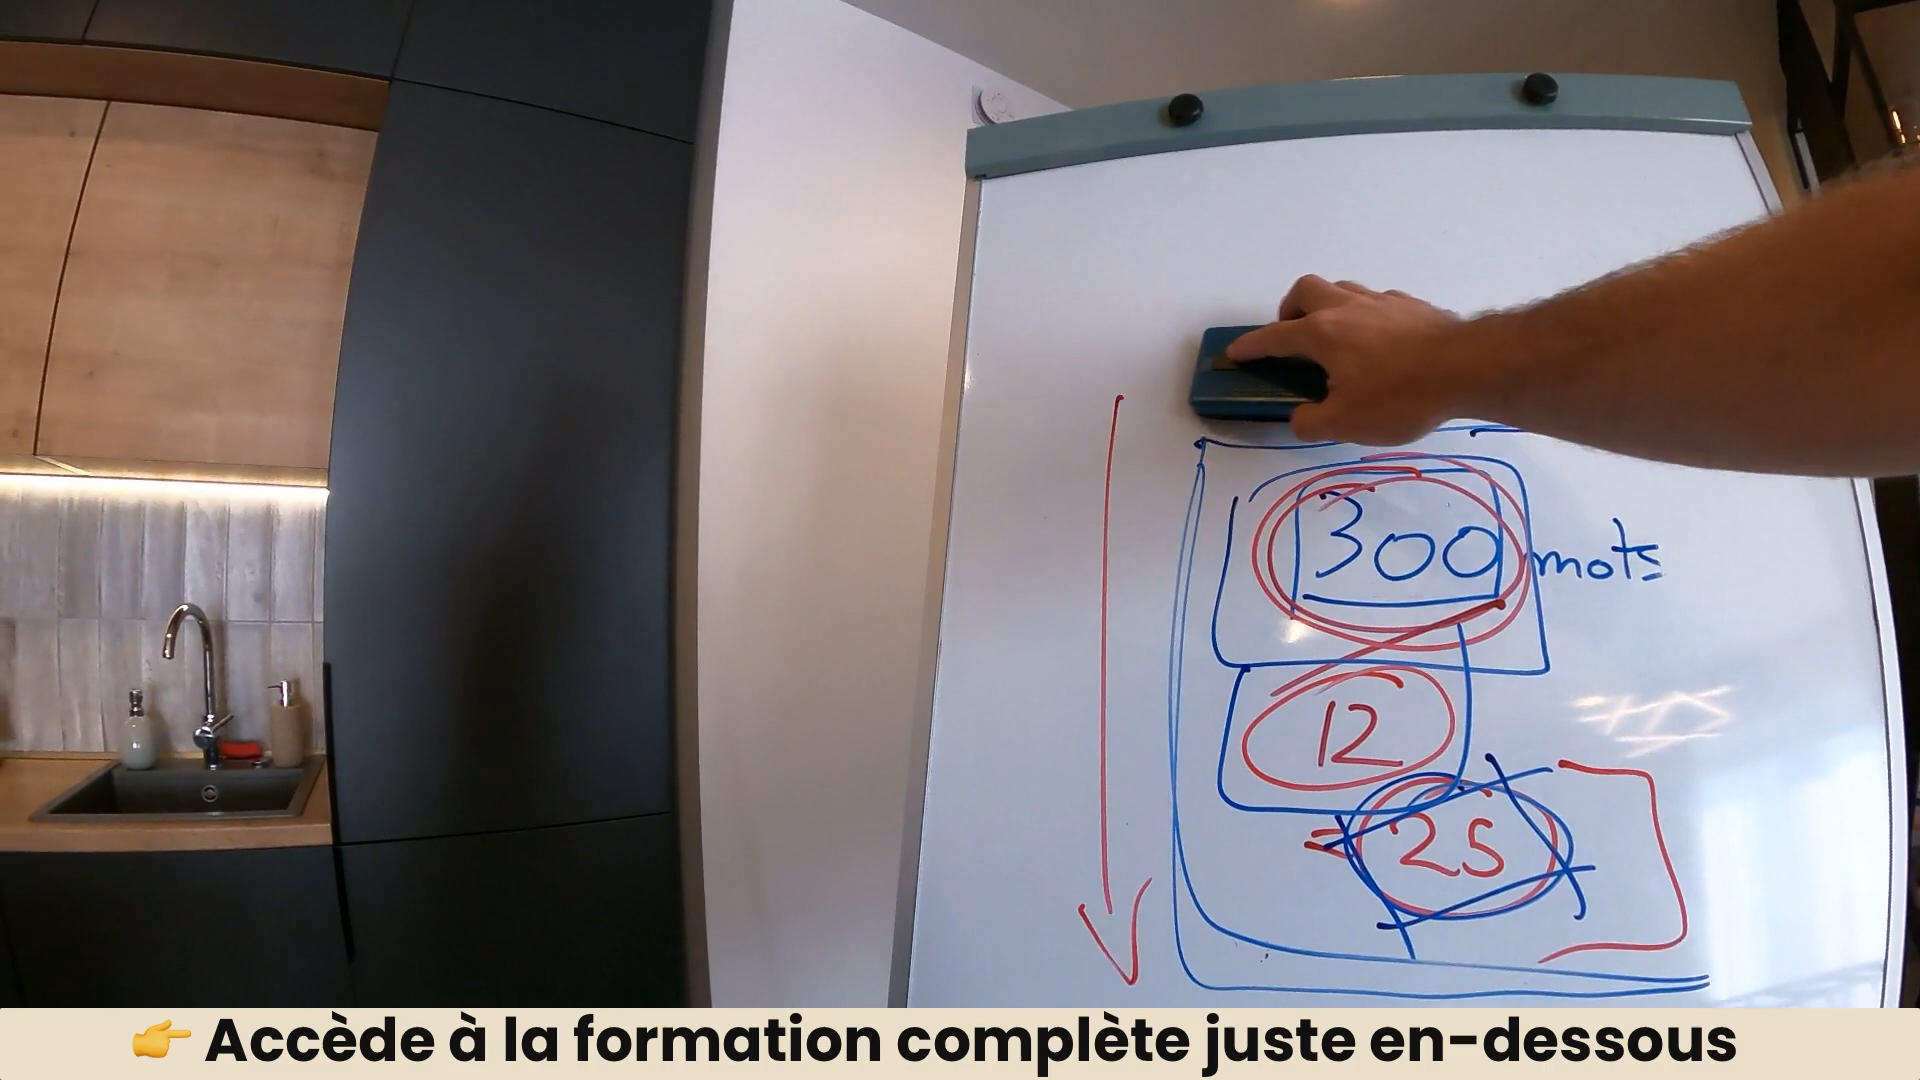 300 mots
12
= 25
👉 Accède à la formation complète juste en-dessous